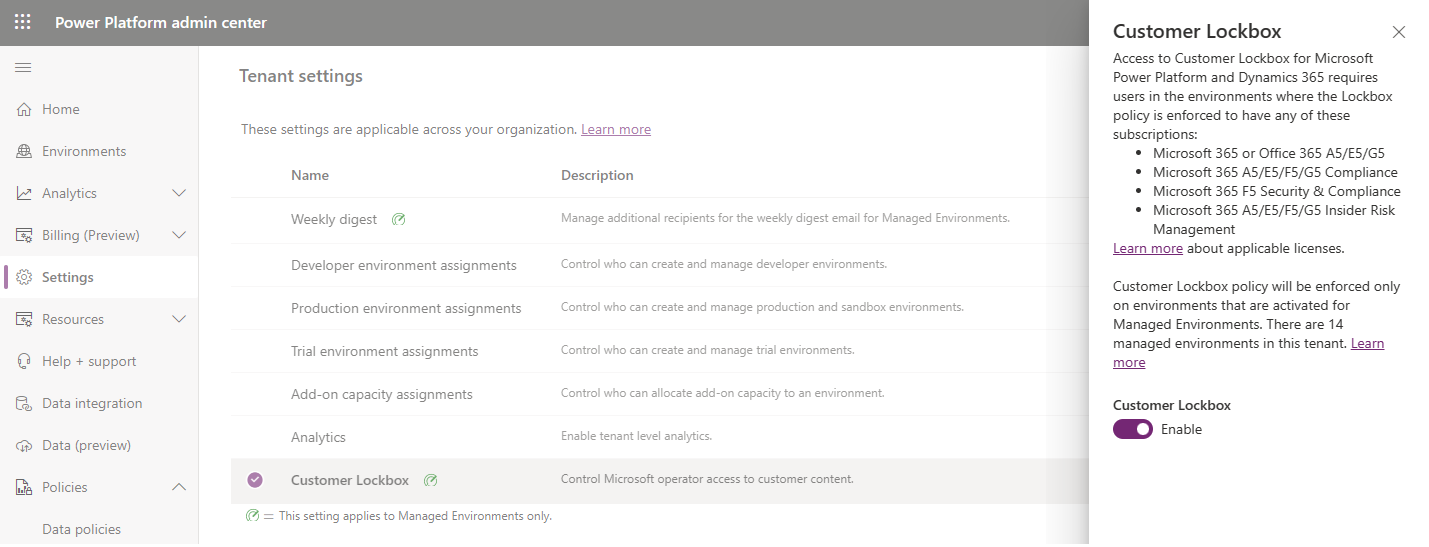 Power Platform admin center
Home
Environments
Analytics
Billing (Preview)
Settings
Resources
Help + support
Data integration
Data (preview)
Policies
Data policies
Tenant settings
These settings are applicable across your organization. Learn more
Name Description
Weekly digest Manage additional recipients for the weekly digest email for Managed Environments.
Developer environment assignments Control who can create and manage developer environments.
Production environment assignments Control who can create and manage production and sandbox environments.
Trial environment assignments Control who can create and manage trial environments.
Add-on capacity assignments Control who can allocate add-on capacity to an environment.
Analytics Enable tenant level analytics.
Customer Lockbox Control Microsoft operator access to customer content.
= This setting applies to Managed Environments only.
Customer Lockbox
Access to Customer Lockbox for Microsoft
Power Platform and Dynamics 365 requires
users in the environments where the Lockbox
policy is enforced to have any of these
subscriptions:
• Microsoft 365 or Office 365 A5/E5/G5
• Microsoft 365 A5/E5/F5/G5 Compliance
• Microsoft 365 F5 Security & Compliance
• Microsoft 365 A5/E5/F5/G5 Insider Risk
Management
Learn more about applicable licenses.
Customer Lockbox policy will be enforced only
on environments that are activated for
Managed Environments. There are 14
managed environments in this tenant. Learn
more
Customer Lockbox
Enable